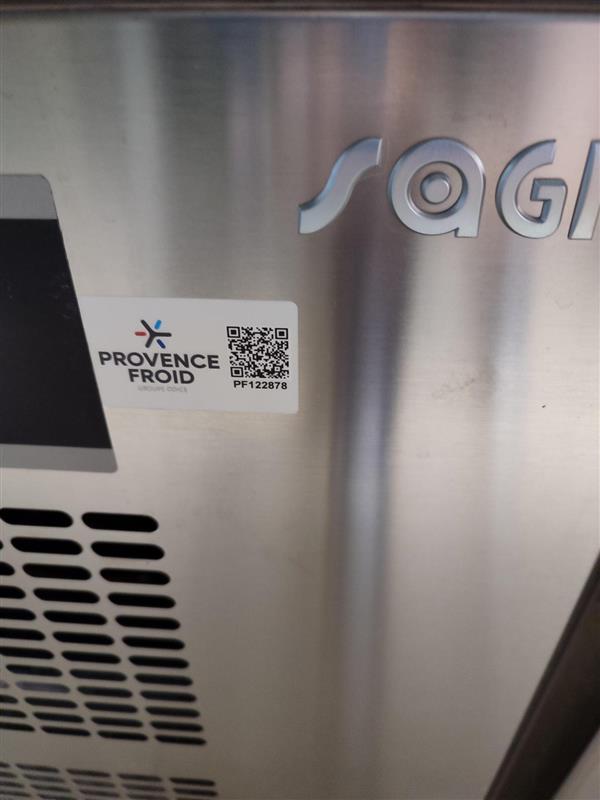 SAGI
PROVENCE
FROID
PF122878